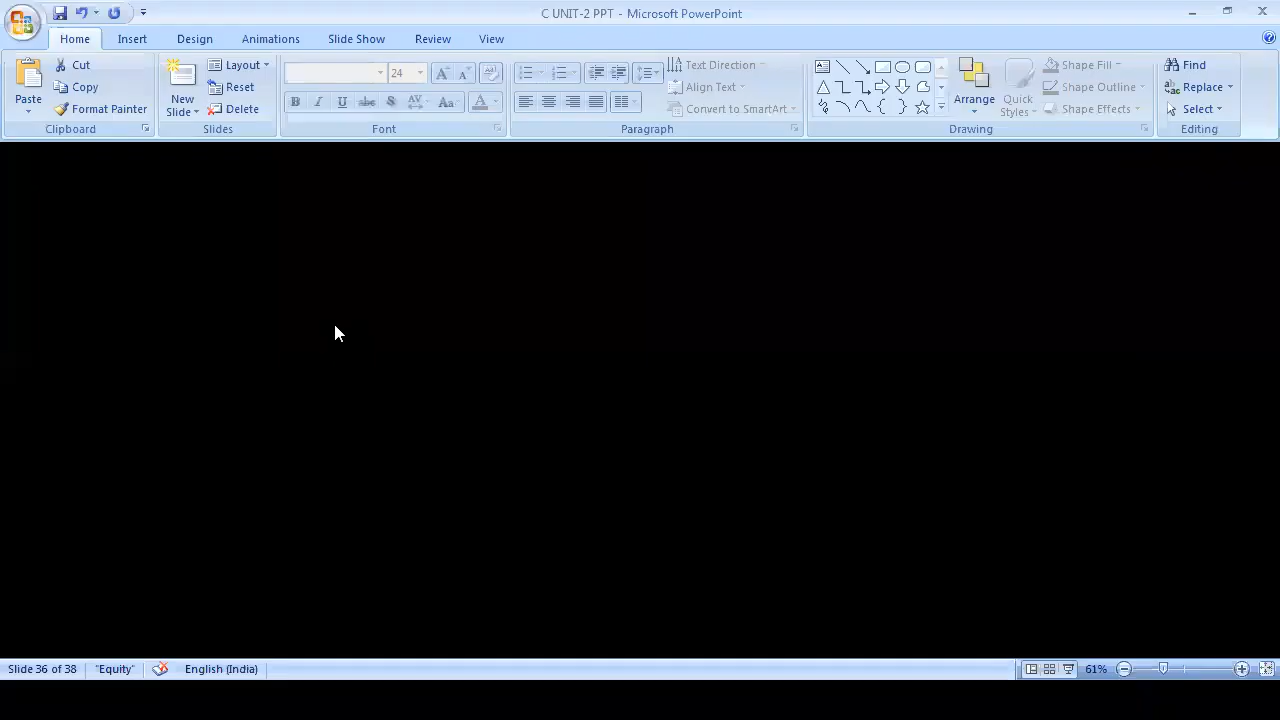 C UNIT-2 PPT - Microsoft PowerPoint
Home Insert Design Animations Slide Show Review View
Paste
Cut
Copy
Format Painter
Clipboard
New Slide
Layout
Reset
Delete
Slides
24
B I U abc S AV Aa A
Font
Text Direction
Align Text
Convert to SmartArt
Paragraph
Arrange
Quick Styles
Shape Fill
Shape Outline
Shape Effects
Drawing
Find
Replace
Select
Editing
Slide 36 of 38 "Equity" English (India) 61%